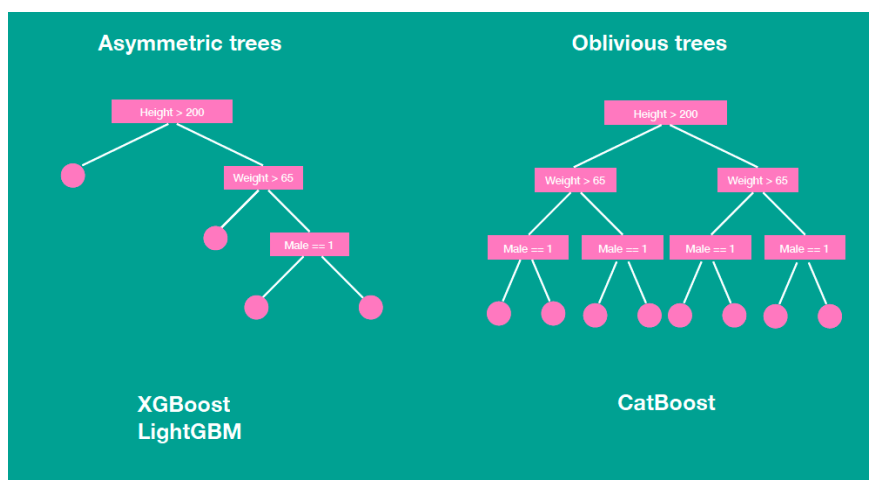 Asymmetric trees
Height > 200
Weight > 65
Male == 1
XGBoost
LightGBM
Oblivious trees
Height > 200
Weight > 65
Weight > 65
Male == 1
Male == 1
Male == 1
Male == 1
CatBoost